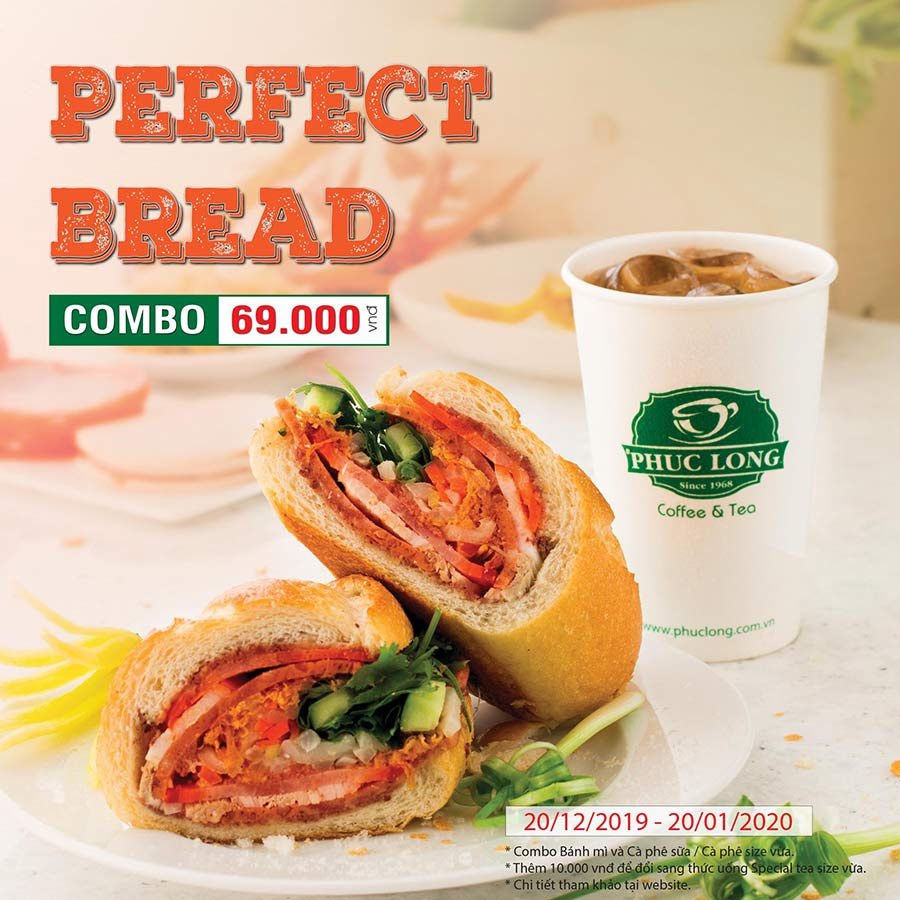 PERFECT
BREAD
COMBO 69.000 vnđ
PHUC LONG
Since 1968
Coffee & Tea
www.phuclong.com.vn
20/12/2019 - 20/01/2020
* Combo Bánh mì và Cà phê sữa / Cà phê size vừa.
* Thêm 10.000 vnđ để đổi sang thức uống Special tea size vừa.
* Chi tiết tham khảo tại website.